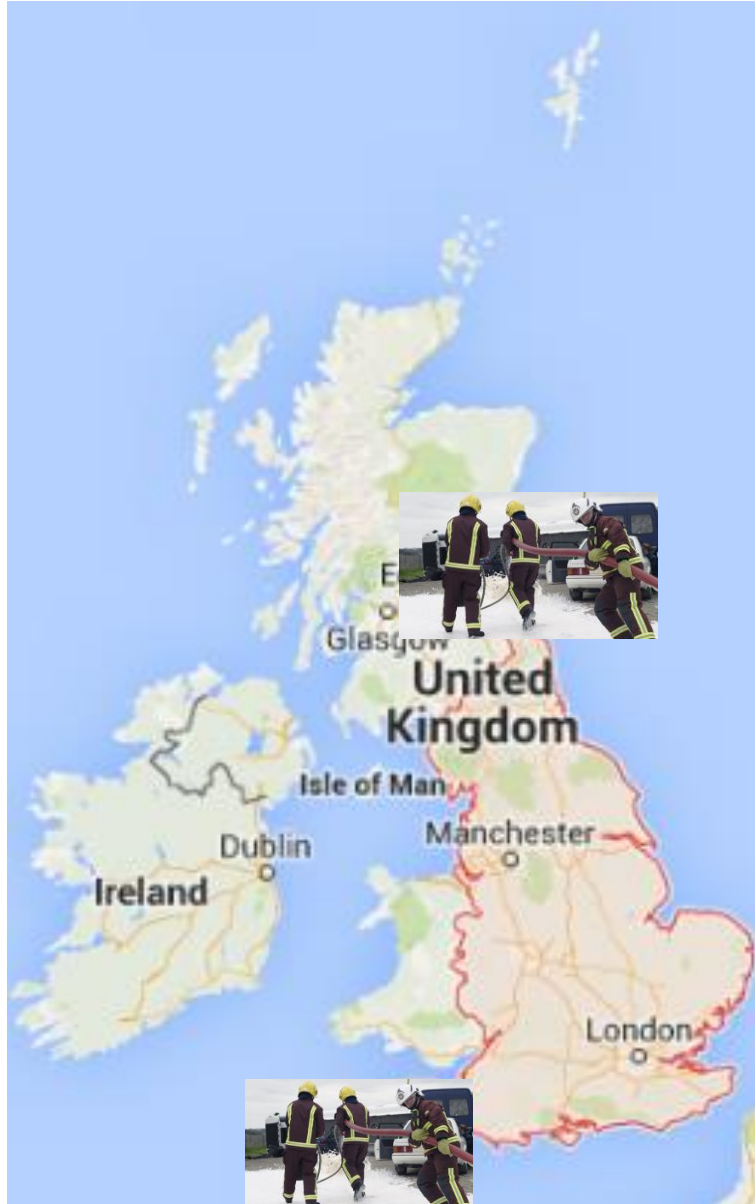 E
Glasgow
United
Kingdom
Isle of Man
Manchester
Dublin
Ireland
London